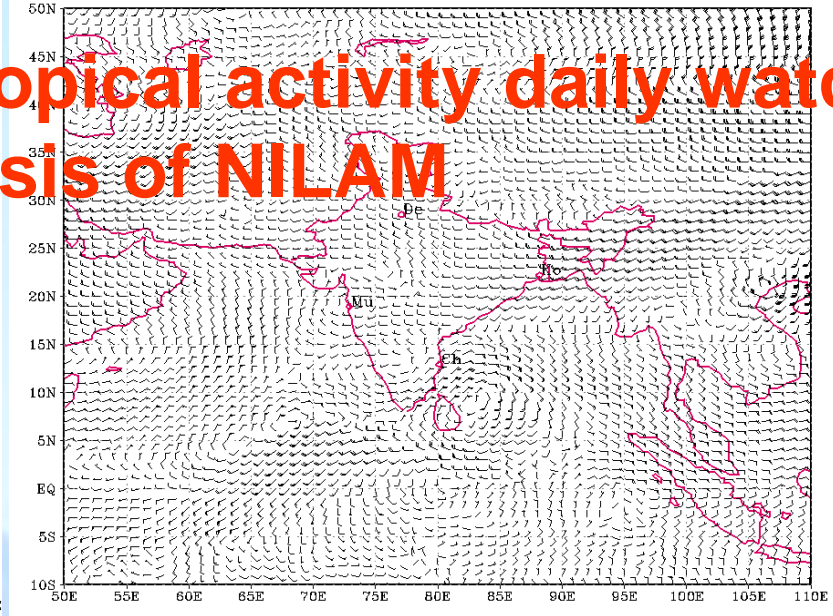 50N
45N
opical activity daily watc
40N
35N
sis of NILAM
30N
De
25N
Ko
20N
Mu
15N
Ch
10N
5N
EQ
5S
10S
50E 55E 60E 65E 70E 75E 80E 85E 90E 95E 100E 105E 110E